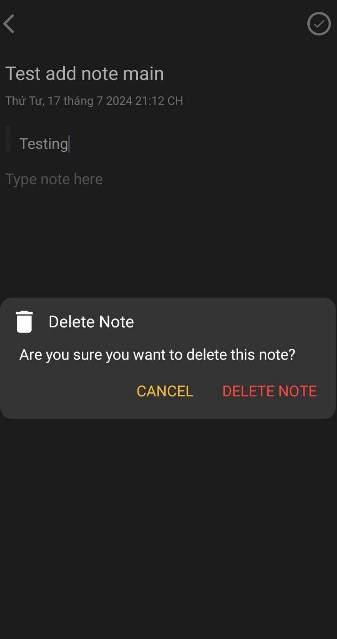 Test add note main
Thứ Tư, 17 tháng 7 2024 21:12 CH
Testing
Type note here
Delete Note
Are you sure you want to delete this note?
CANCEL DELETE NOTE